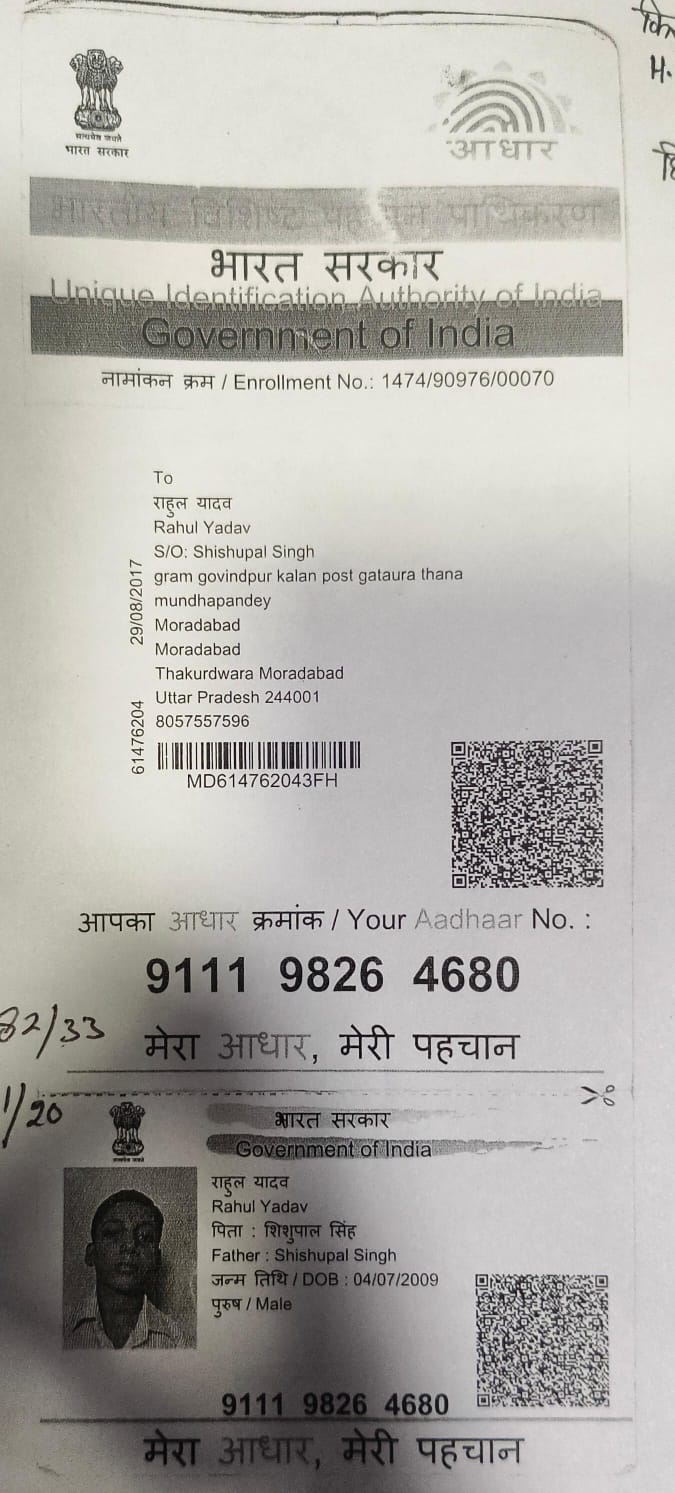 कि
H.
सत्यमेव जयते
भारत सरकार
आधार
भारतीय विशिष्ट पहचान प्राधिकरण
भारत सरकार
Unique Identification Authority of India
Government of India
नामांकन क्रम / Enrollment No.: 1474/90976/00070
To
राहुल यादव
Rahul Yadav
S/O: Shishupal Singh
gram govindpur kalan post gataura thana
mundhapandey
Moradabad
Moradabad
Thakurdwara Moradabad
Uttar Pradesh 244001
8057557596
29/08/2017
61476204
MD614762043FH
आपका आधार क्रमांक / Your Aadhaar No. :
9111 9826 4680
82/33
मेरा आधार, मेरी पहचान
1/20
भारत सरकार
Government of India
राहुल यादव
Rahul Yadav
पिता : शिशुपाल सिंह
Father : Shishupal Singh
जन्म तिथि / DOB : 04/07/2009
पुरुष / Male
9111 9826 4680
मेरा आधार, मेरी पहचान